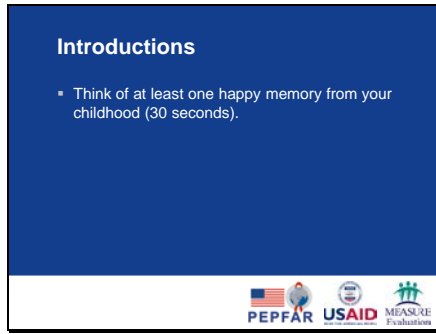 Introductions
▪ Think of at least one happy memory from your
childhood (30 seconds).
PEPFAR
USAID
MEASURE
Evaluation